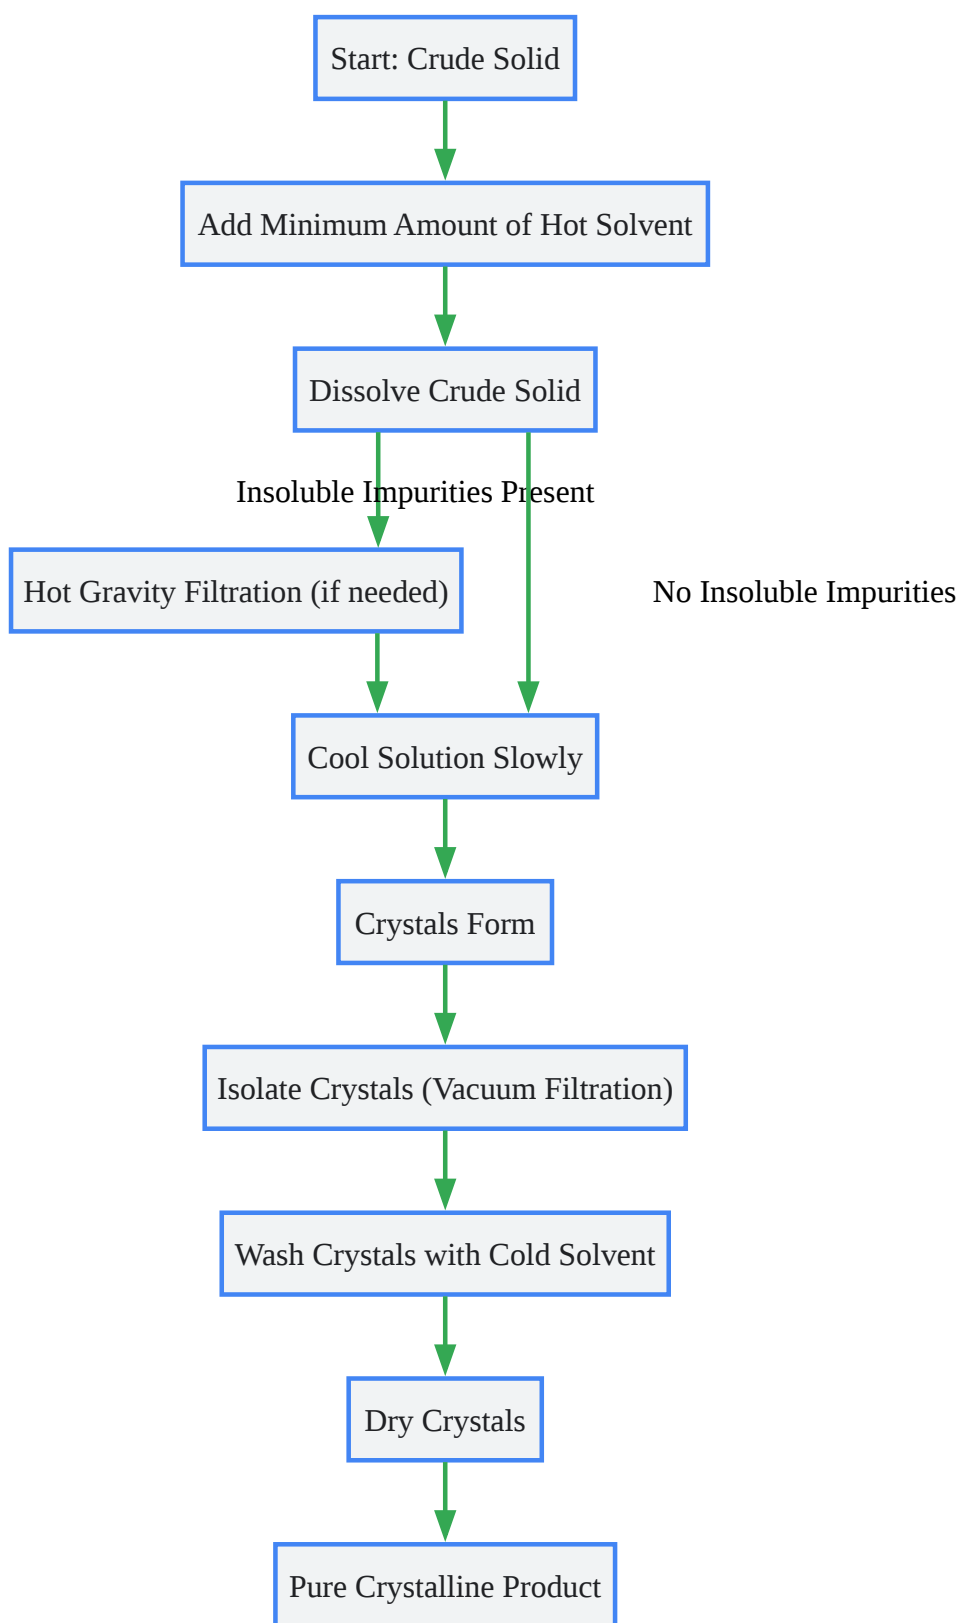 Start: Crude Solid
Add Minimum Amount of Hot Solvent
Dissolve Crude Solid
Insoluble Impurities Present
Hot Gravity Filtration (if needed)
No Insoluble Impurities
Cool Solution Slowly
Crystals Form
Isolate Crystals (Vacuum Filtration)
Wash Crystals with Cold Solvent
Dry Crystals
Pure Crystalline Product